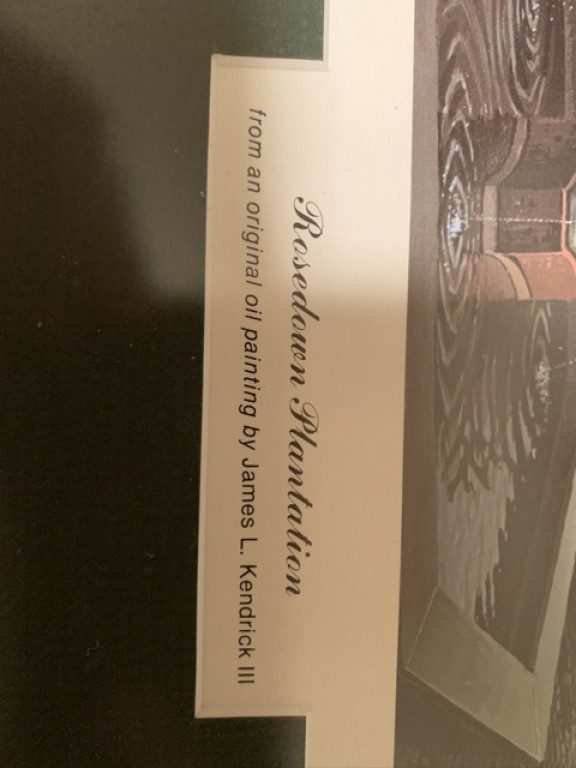 Rosedown Plantation
from an original oil painting by James L. Kendrick III